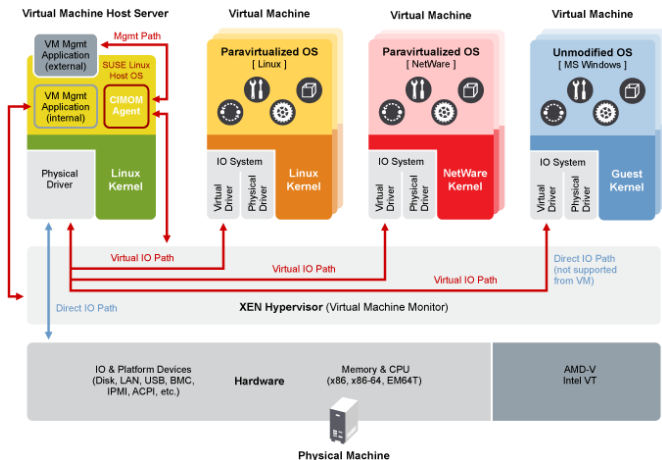 Virtual Machine Host Server
Virtual Machine
Virtual Machine
Virtual Machine
VM Mgmt
Application
(external)
Mgmt Path
SUSE Linux
Host OS
VM Mgmt
Application
(internal)
CIMOM
Agent
Physical
Driver
Linux
Kernel
Paravirtualized OS
[ Linux ]
IO System
Virtual
Driver
Physical
Driver
Linux
Kernel
Paravirtualized OS
[ NetWare ]
IO System
Virtual
Driver
Physical
Driver
NetWare
Kernel
Unmodified OS
[ MS Windows ]
IO System
Virtual
Driver
Physical
Driver
Guest
Kernel
Virtual IO Path
Virtual IO Path
Virtual IO Path
Direct IO Path
(not supported
from VM)
Direct IO Path
XEN Hypervisor (Virtual Machine Monitor)
IO & Platform Devices
(Disk, LAN, USB, BMC,
IPMI, ACPI, etc.)
Hardware
Memory & CPU
(x86, x86-64, EM64T)
AMD-V
Intel VT
Physical Machine